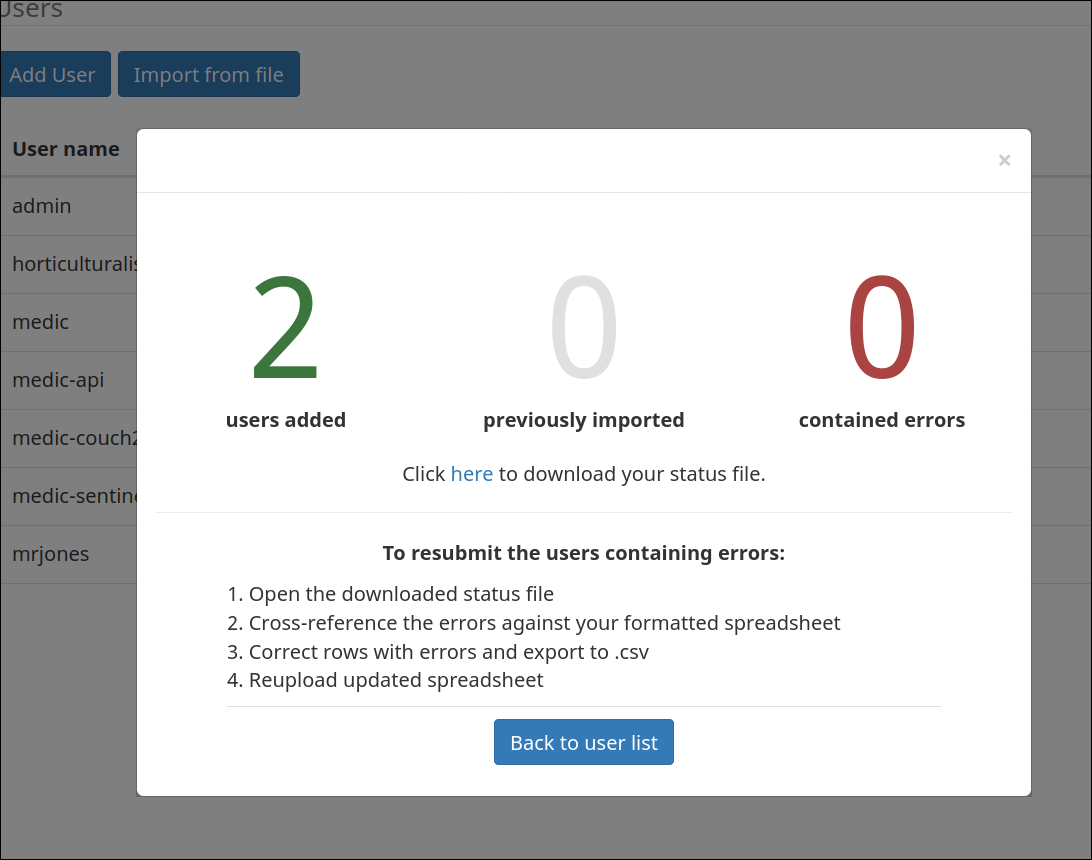 Users
Add User
Import from file
User name
×
admin
horticulturalis
medic
medic-api
medic-couch2
medic-sentine
mrjones
2
0
0
users added
previously imported
contained errors
Click here to download your status file.
To resubmit the users containing errors:
1. Open the downloaded status file
2. Cross-reference the errors against your formatted spreadsheet
3. Correct rows with errors and export to .csv
4. Reupload updated spreadsheet
Back to user list